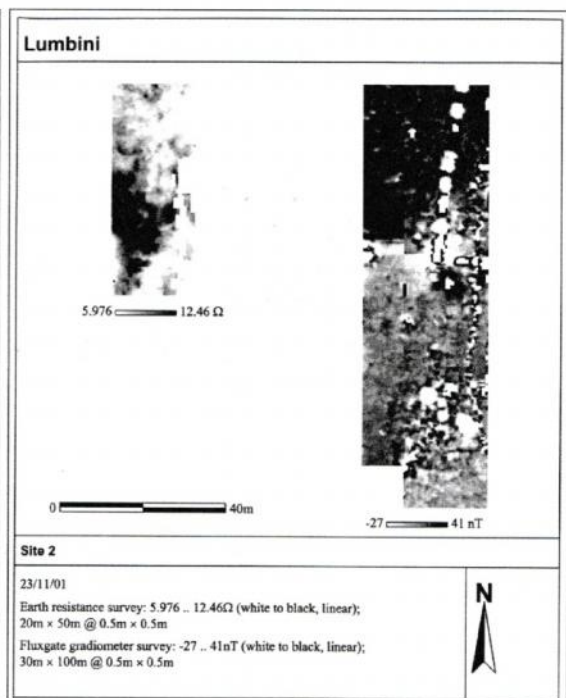 Lumbini
5.976 12.46 Ω
0 40m
-27 41 nT
Site 2
23/11/01
Earth resistance survey: 5.976 .. 12.46Ω (white to black, linear);
20m × 50m @ 0.5m × 0.5m
Fluxgate gradiometer survey: -27 .. 41nT (white to black, linear);
30m × 100m @ 0.5m × 0.5m
N